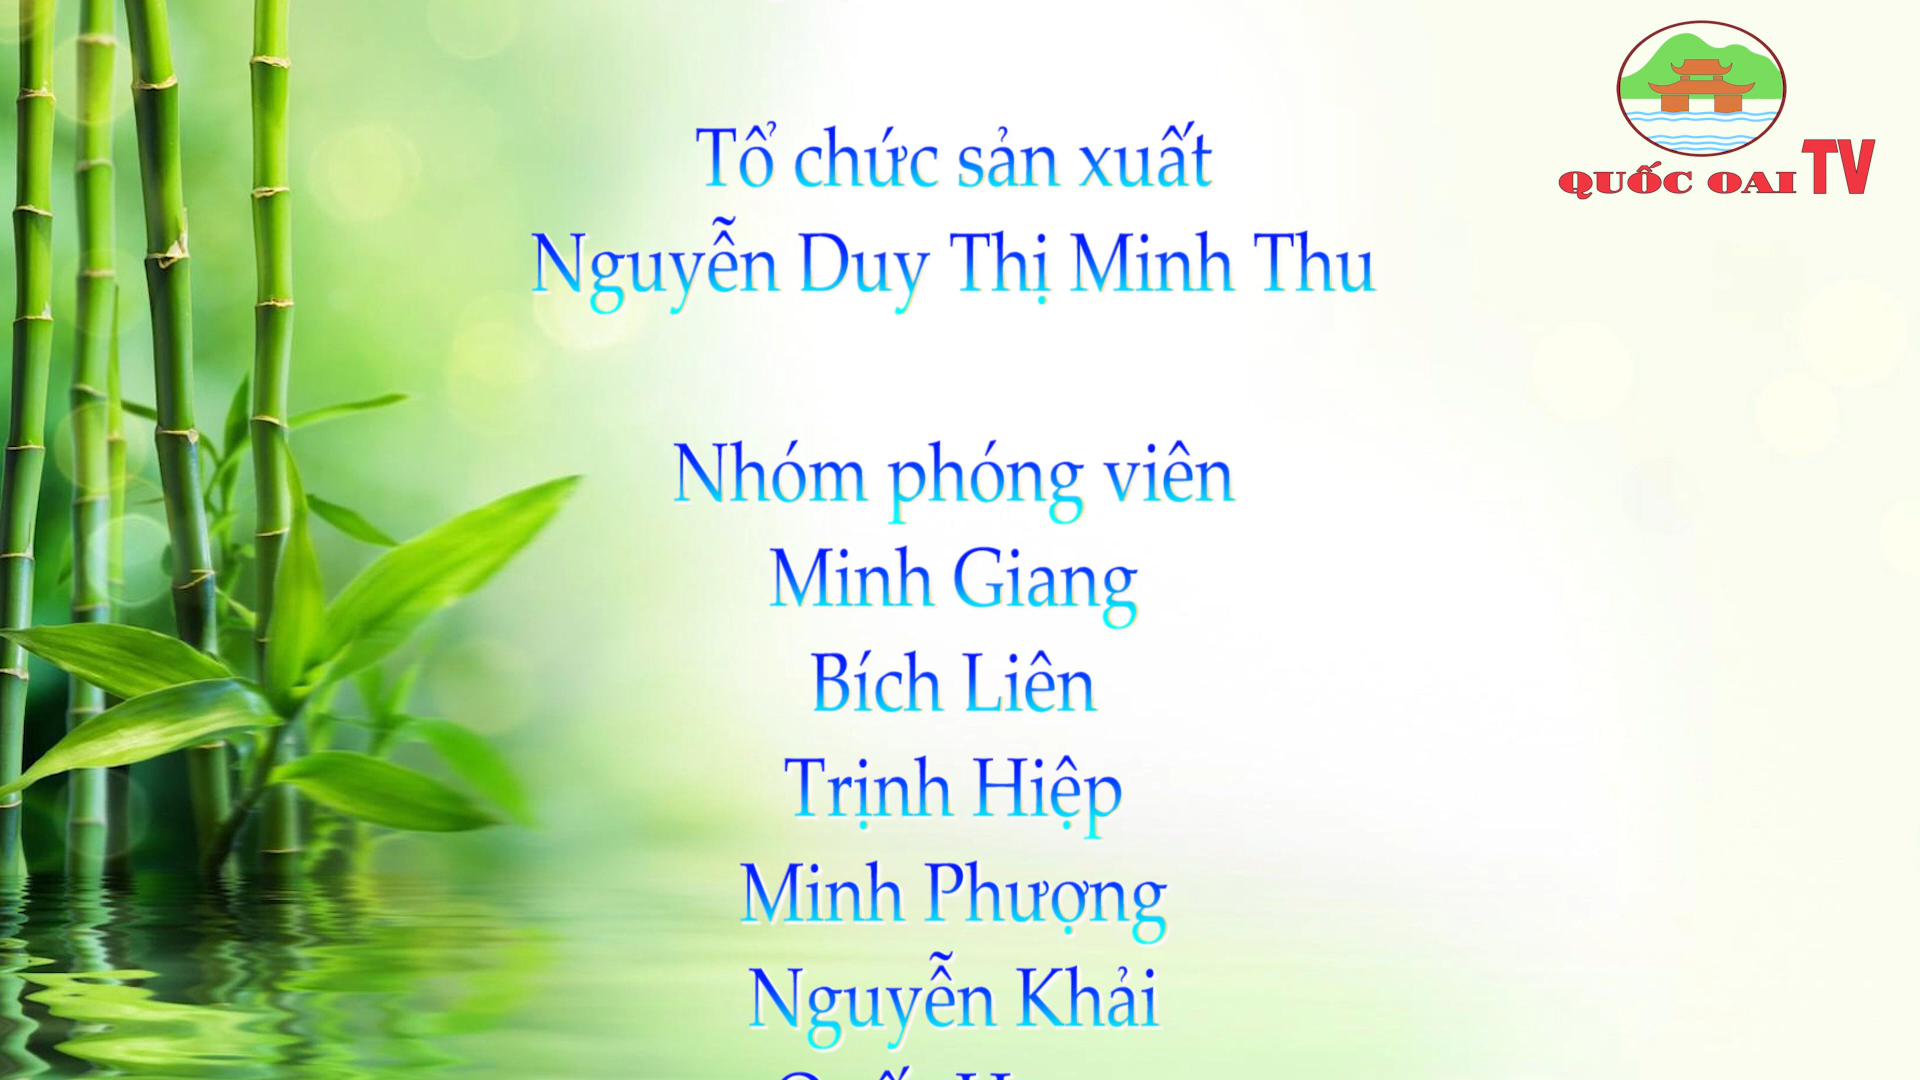 QUỐC OAI TV
Tổ chức sản xuất
Nguyễn Duy Thị Minh Thu
Nhóm phóng viên
Minh Giang
Bích Liên
Trịnh Hiệp
Minh Phượng
Nguyễn Khải